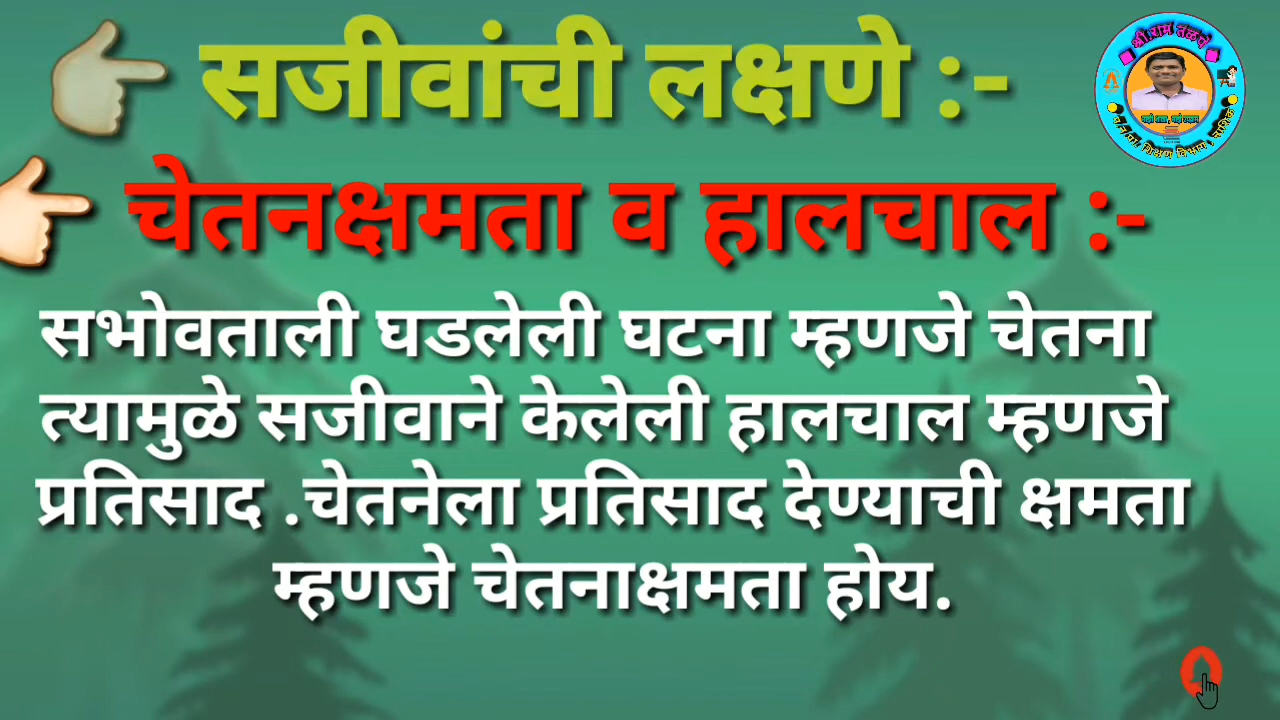 सजीवांची लक्षणे :-
श्री राम तळपे
चेतनक्षमता व हालचाल :-
सभोवताली घडलेली घटना म्हणजे चेतना
त्यामुळे सजीवाने केलेली हालचाल म्हणजे
प्रतिसाद .चेतनेला प्रतिसाद देण्याची क्षमता
म्हणजे चेतनाक्षमता होय.